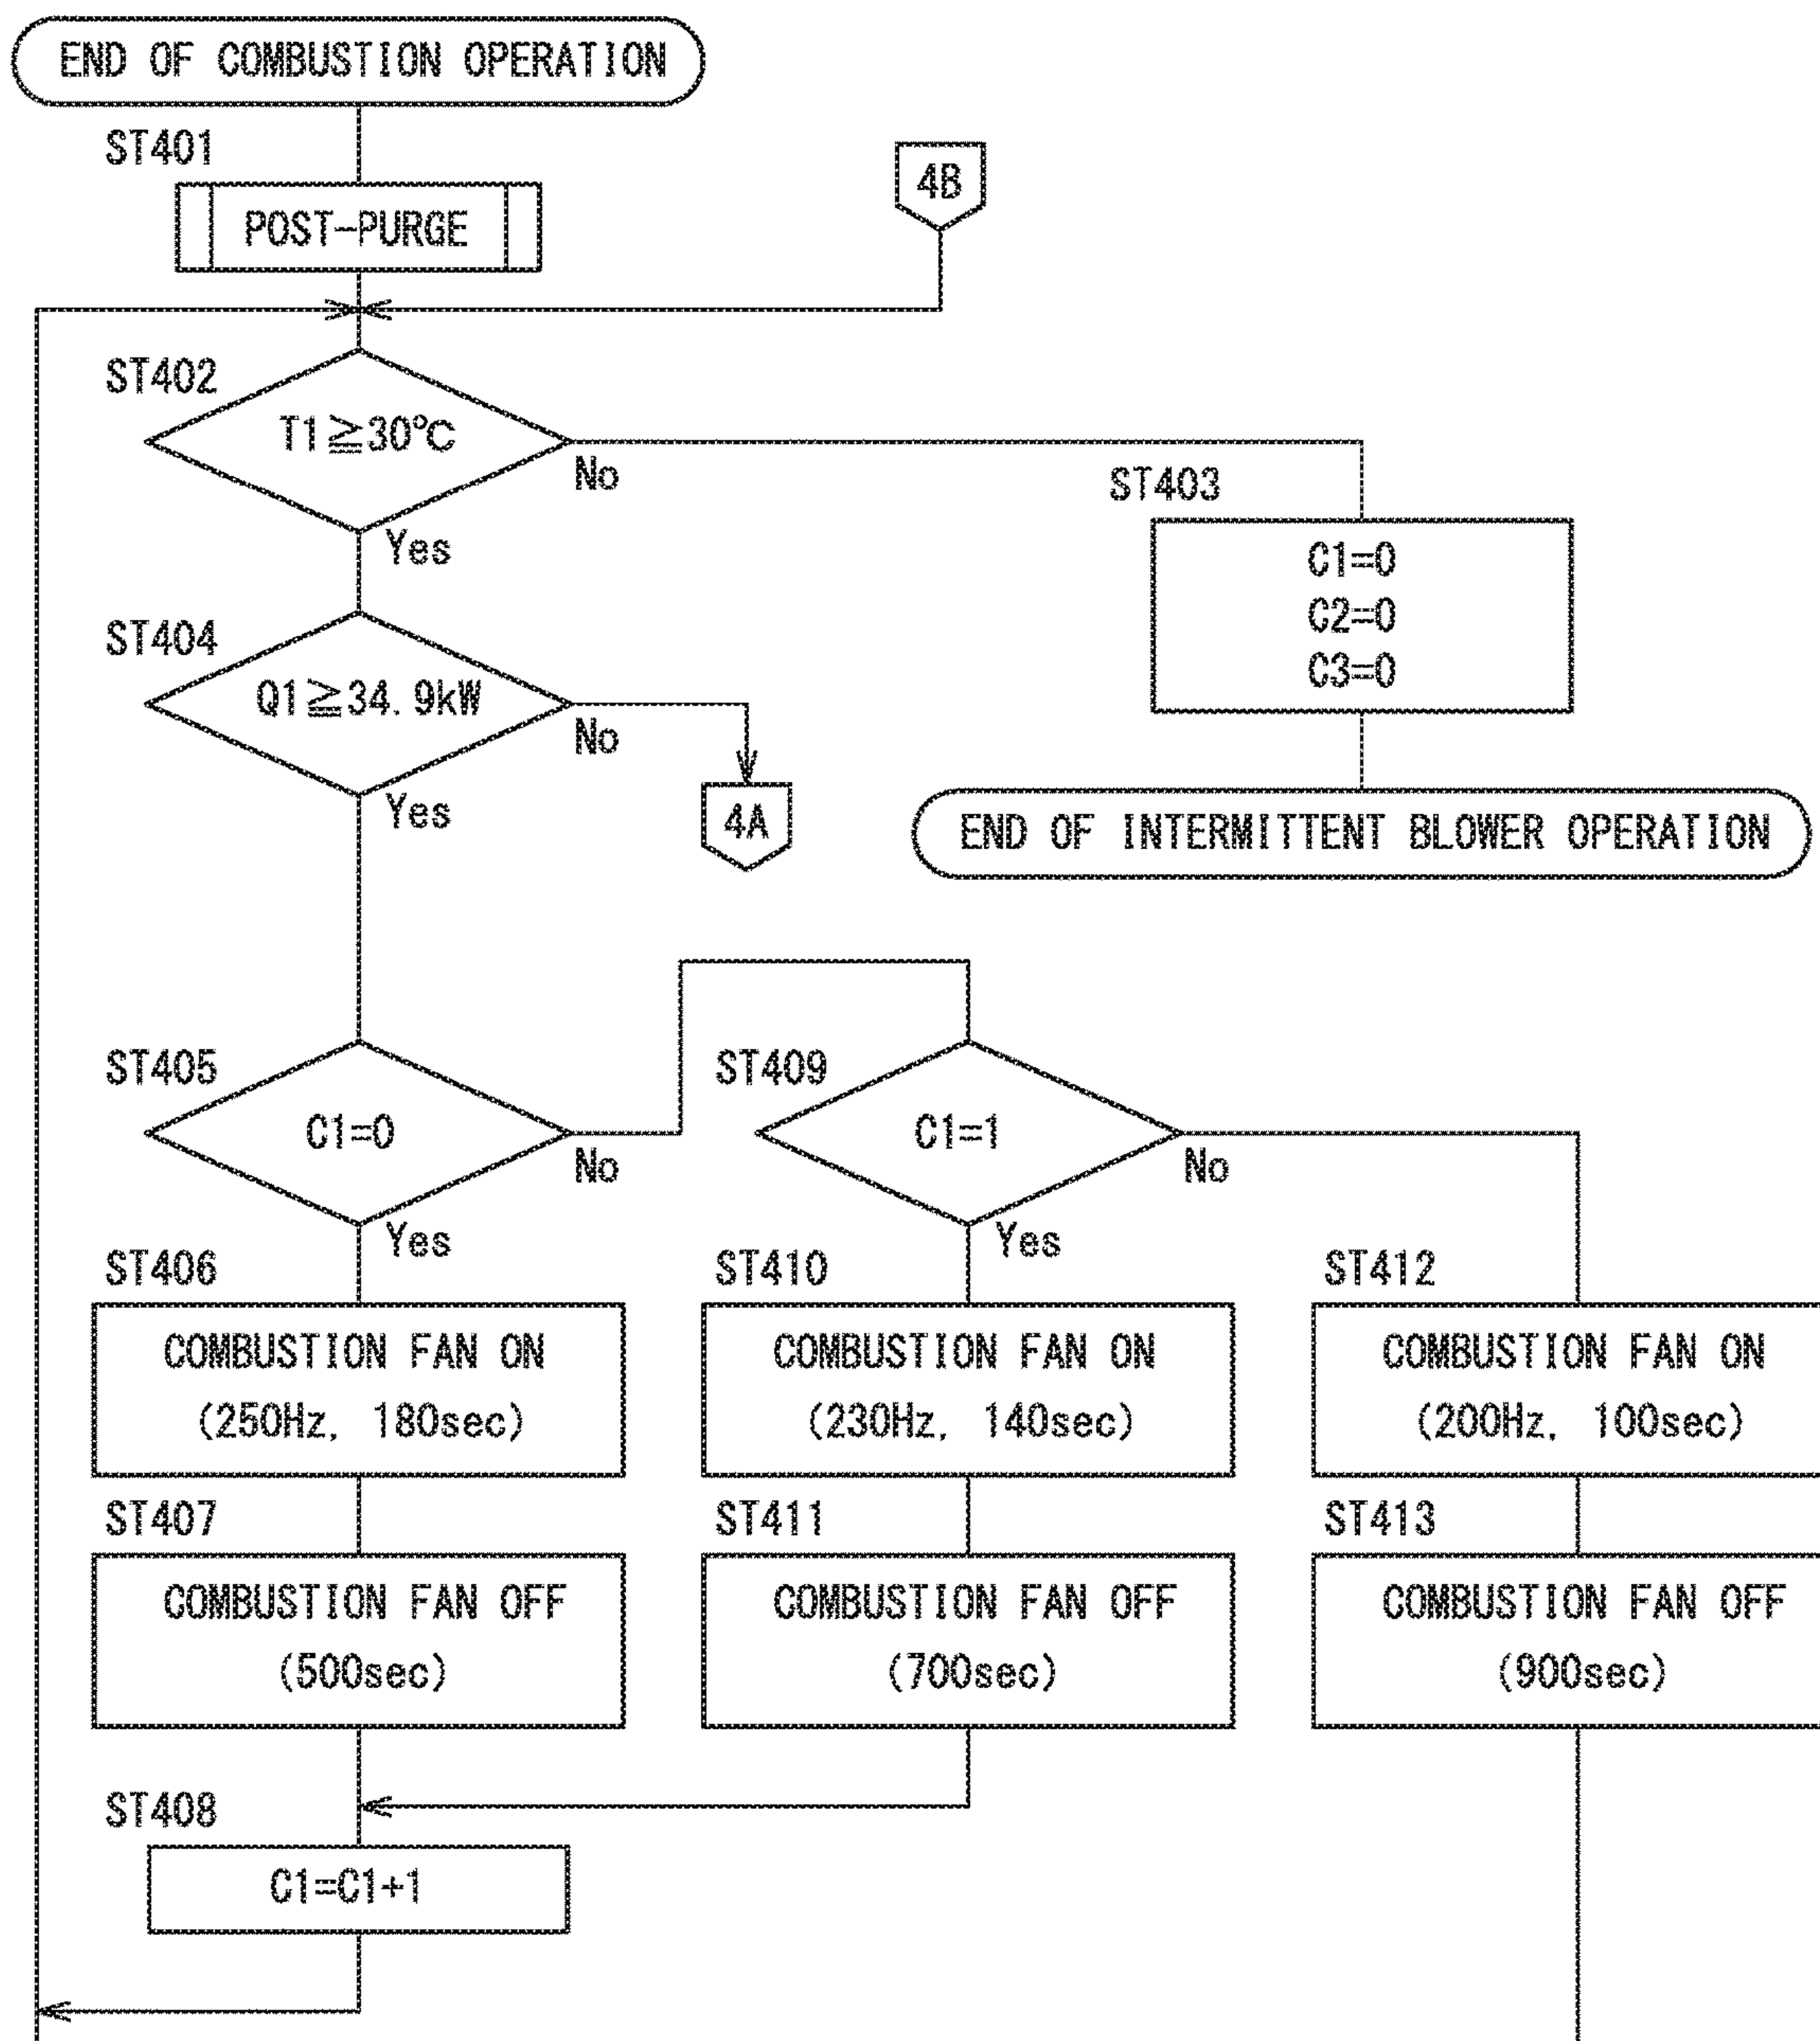 END OF COMBUSTION OPERATION
ST401
POST-PURGE
4B
ST402
T1≧30℃
No
Yes
ST403
C1=0
C2=0
C3=0
ST404
Q1≧34.9kW
No
Yes
4A
END OF INTERMITTENT BLOWER OPERATION
ST405
C1=0
No
Yes
ST409
C1=1
No
Yes
ST406
COMBUSTION FAN ON
(250Hz, 180sec)
ST410
COMBUSTION FAN ON
(230Hz, 140sec)
ST412
COMBUSTION FAN ON
(200Hz, 100sec)
ST407
COMBUSTION FAN OFF
(500sec)
ST411
COMBUSTION FAN OFF
(700sec)
ST413
COMBUSTION FAN OFF
(900sec)
ST408
C1=C1+1